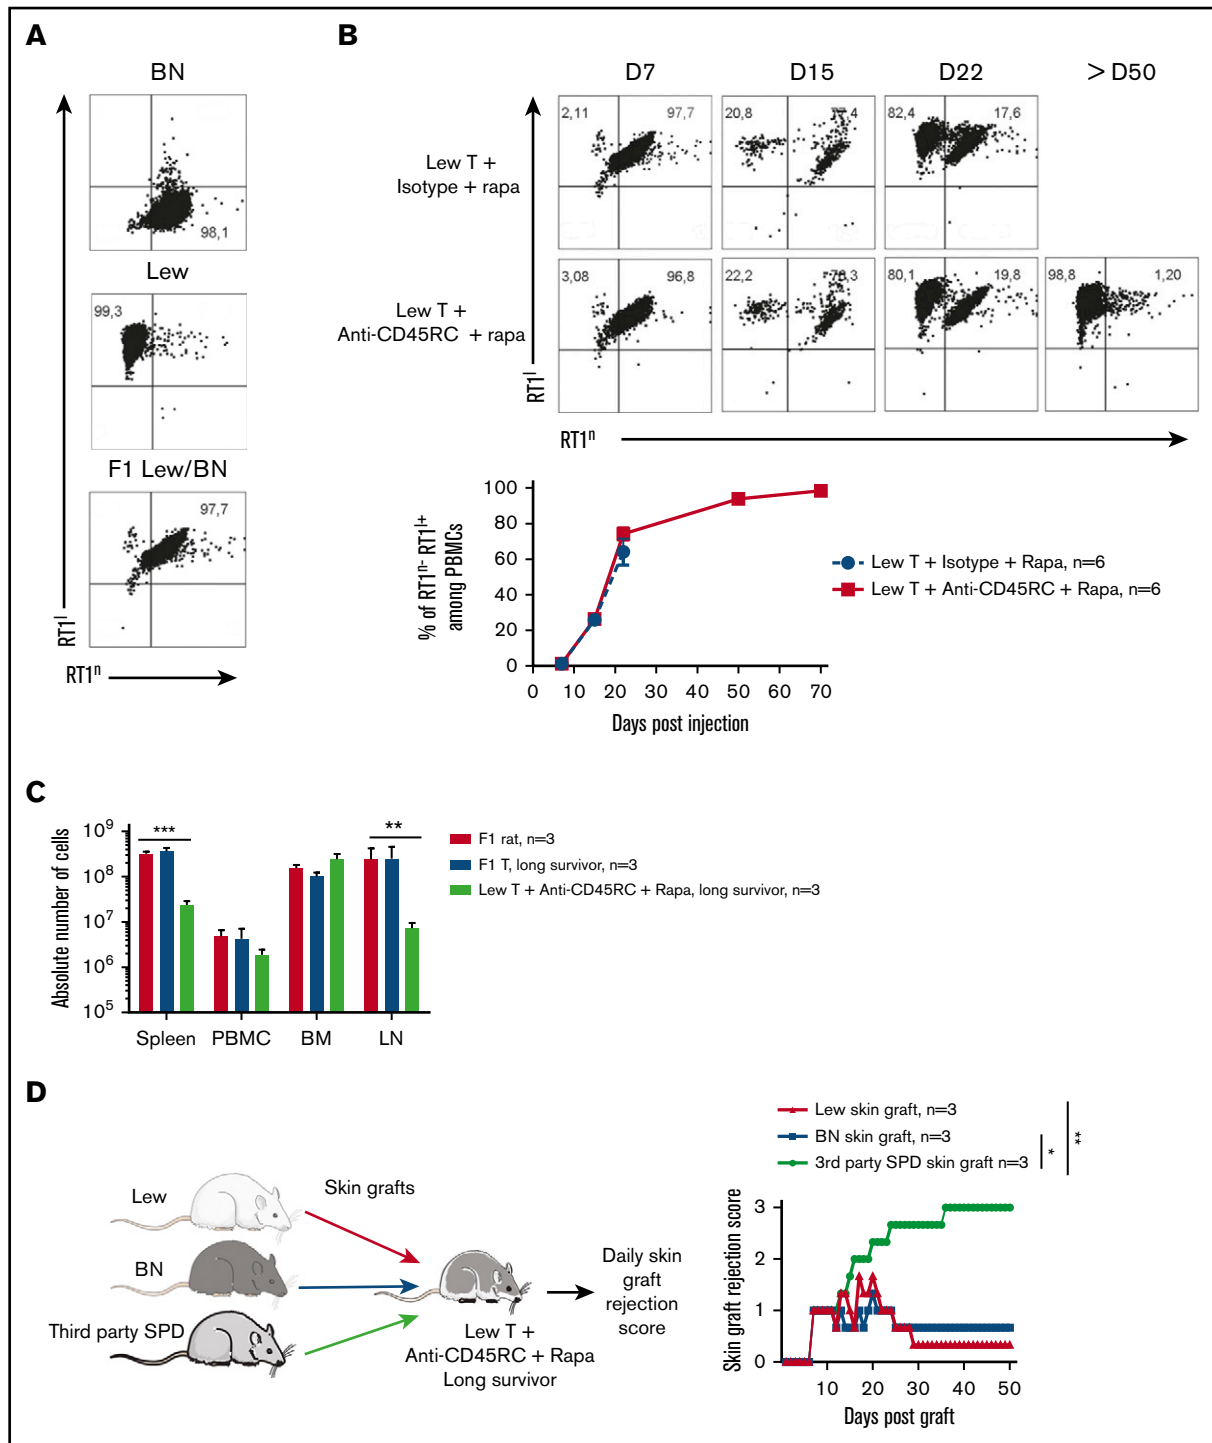 A
BN
98,1
Lew
99,3
F1 Lew/BN
97,7
RT1ˡ
RT1ⁿ
B
D7
D15
D22
> D50
Lew T +
Isotype + rapa
2,11
97,7
20,8
82,4
17,6
Lew T +
Anti-CD45RC + rapa
3,08
96,8
22,2
80,1
19,8
98,8
1,20
RT1ˡ
RT1ⁿ
% of RT1ⁿ⁻ RT1ˡ⁺
among PBMCs
100
80
60
40
20
0
0 10 20 30 40 50 60 70
Days post injection
Lew T + Isotype + Rapa, n=6
Lew T + Anti-CD45RC + Rapa, n=6
C
Absolute number of cells
10⁹
10⁸
10⁷
10⁶
10⁵
***
**
Spleen PBMC BM LN
F1 rat, n=3
F1 T, long survivor, n=3
Lew T + Anti-CD45RC + Rapa, long survivor, n=3
D
Lew
BN
Third party SPD
Skin grafts
Lew T +
Anti-CD45RC + Rapa
Long survivor
Daily skin
graft
rejection
score
Lew skin graft, n=3
BN skin graft, n=3
3rd party SPD skin graft n=3
*
**
Skin graft rejection score
3
2
1
0
10 20 30 40 50
Days post graft